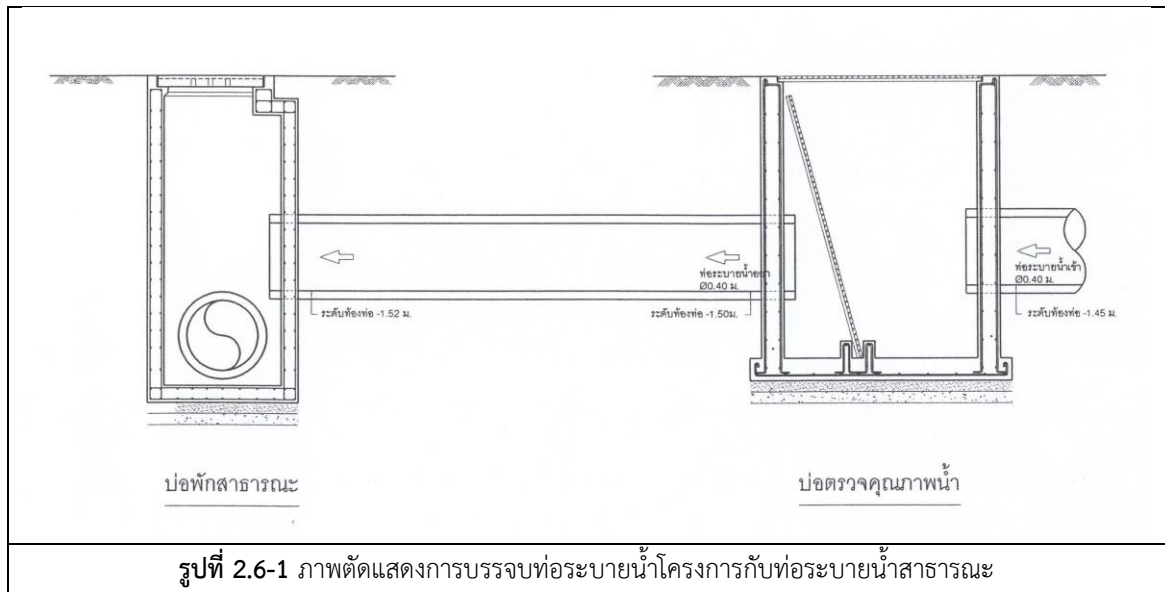 ท่อระบายน้ำออก
Ø0.40 ม.
ท่อระบายน้ำเข้า
Ø0.40 ม.
ระดับท้องท่อ -1.52 ม.
ระดับท้องท่อ -1.50ม.
ระดับท้องท่อ -1.45 ม.
บ่อพักสาธารณะ
บ่อตรวจคุณภาพน้ำ
รูปที่ 2.6-1 ภาพตัดแสดงการบรรจบท่อระบายน้ำโครงการกับท่อระบายน้ำสาธารณะ